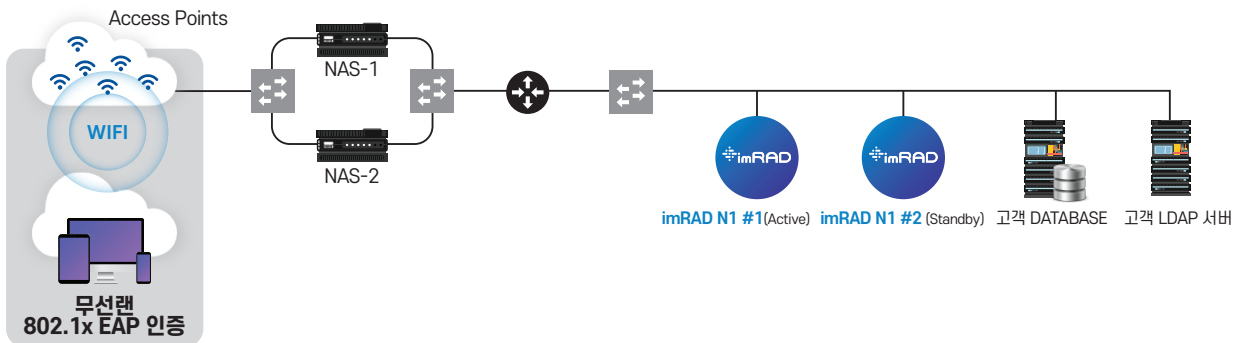 Access Points
WIFI
무선랜
802.1x EAP 인증
NAS-1
NAS-2
imRAD
imRAD N1 #1(Active)
imRAD
imRAD N1 #2 (Standby)
고객 DATABASE
고객 LDAP 서버